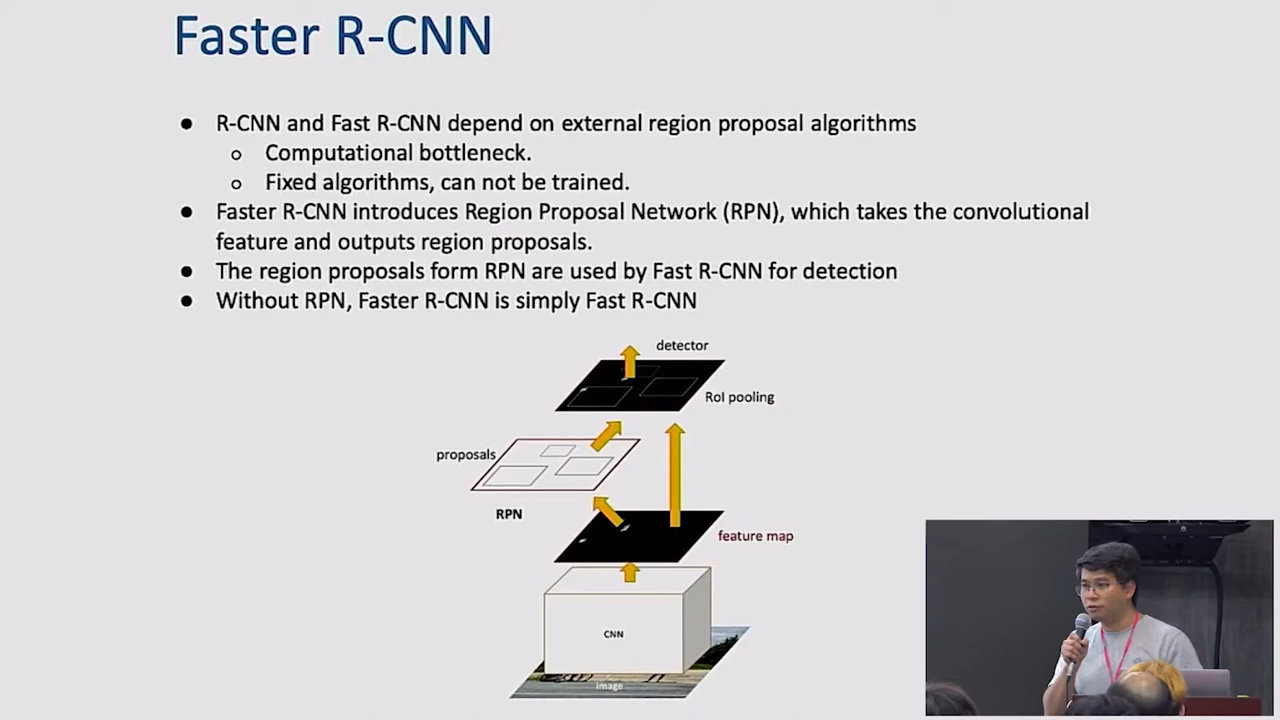 Faster R-CNN
● R-CNN and Fast R-CNN depend on external region proposal algorithms
○ Computational bottleneck.
○ Fixed algorithms, can not be trained.
● Faster R-CNN introduces Region Proposal Network (RPN), which takes the convolutional
feature and outputs region proposals.
● The region proposals form RPN are used by Fast R-CNN for detection
● Without RPN, Faster R-CNN is simply Fast R-CNN
detector
RoI pooling
proposals
RPN
feature map
CNN
image